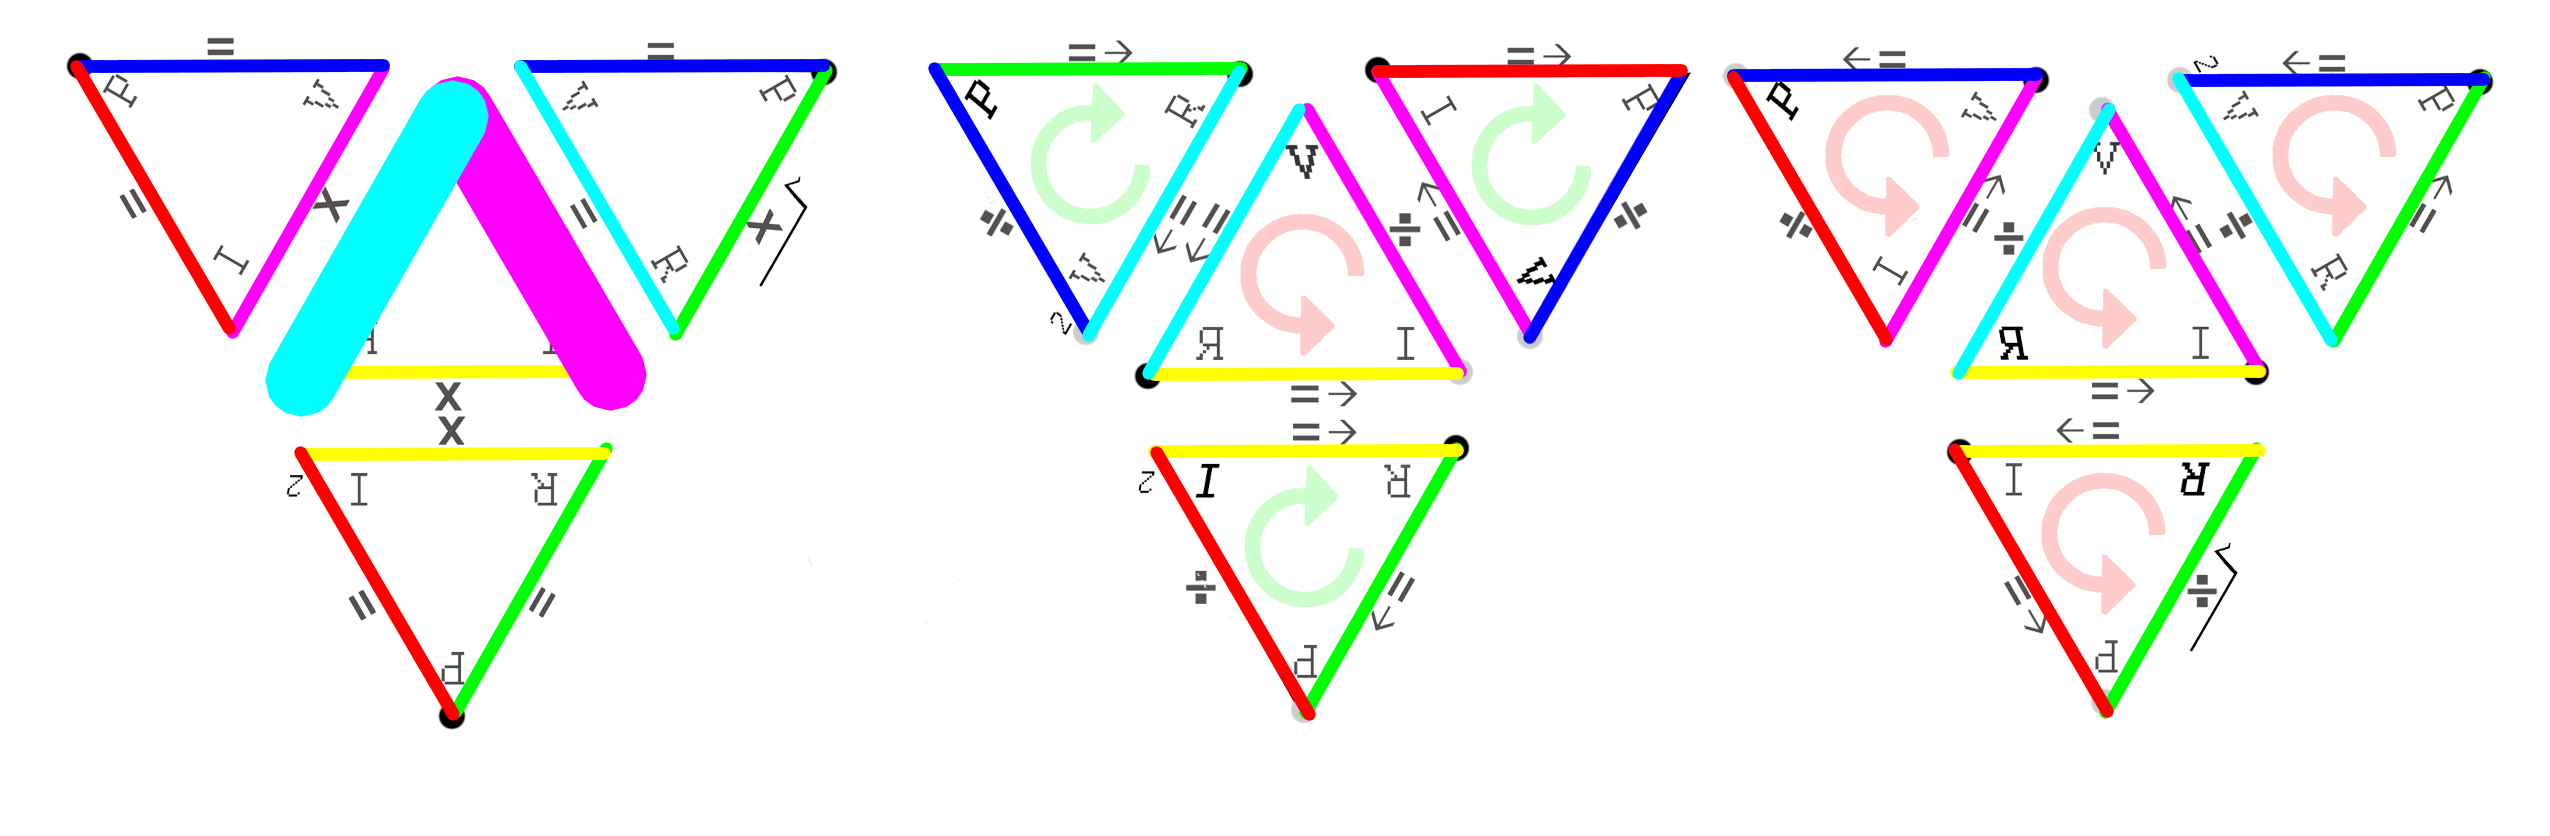 = = =→ =→ ←= 2 ←=
P V V P P R I P P V V P
= X = X √ ÷ = = V ÷ = ÷ ÷ = ÷ V = ÷ =
I R 2 V → → V I R
R I R I
X =→ =→
X =→ ←=
2 I R 2 I R I R
= = ÷ = = ÷ √
P P P